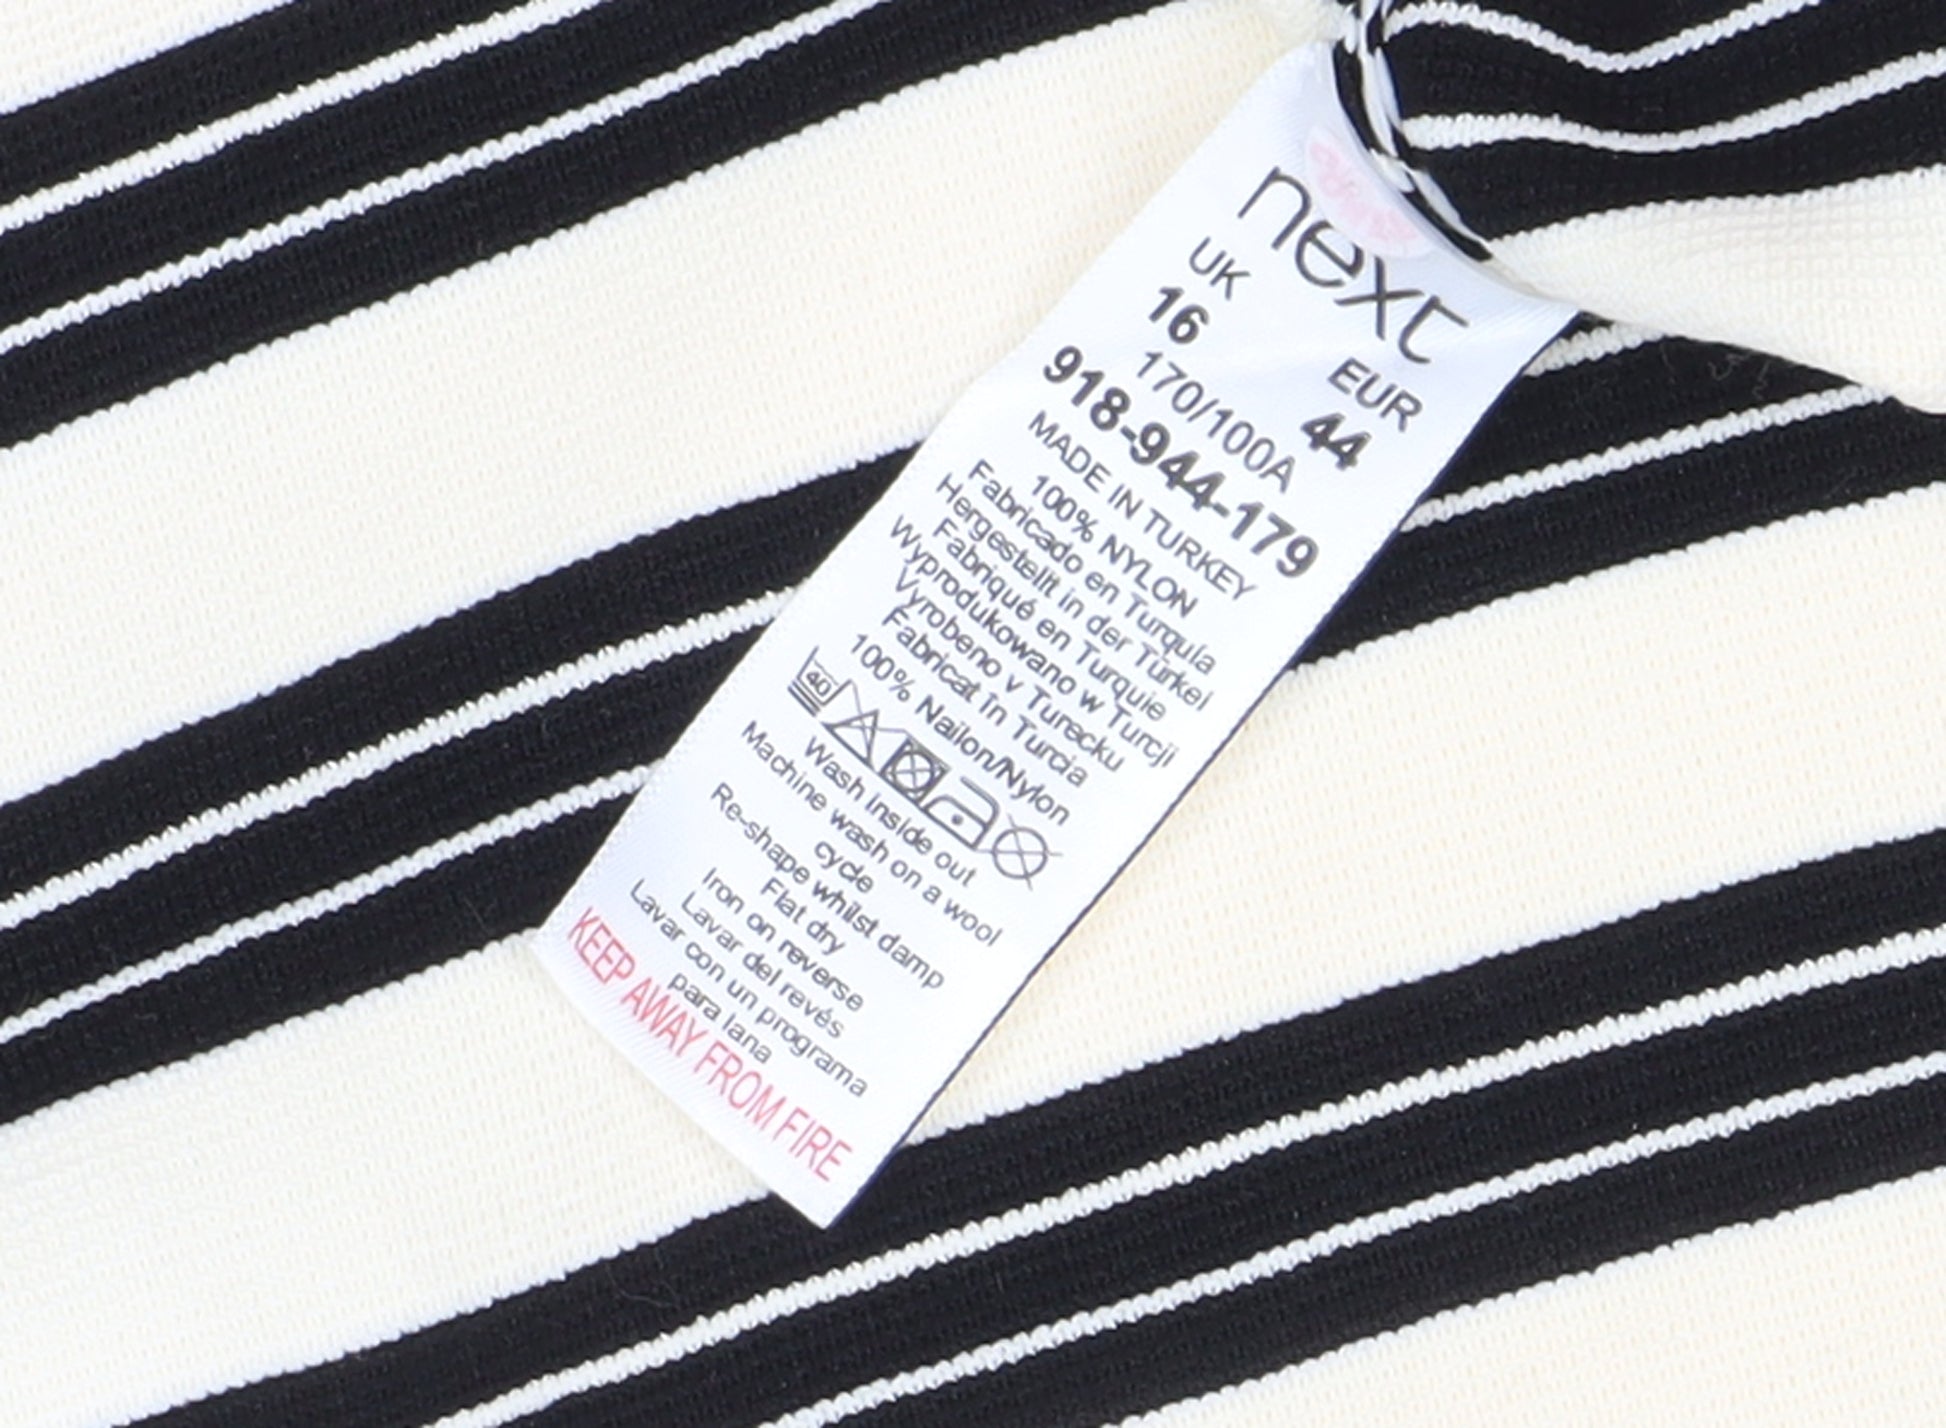 next
UK EUR
16 44
170/100A
918-944-179
MADE IN TURKEY
100% NYLON
Fabricado en Turquía
Hergestellt in der Türkei
Fabriqué en Turquie
Wyprodukowano w Turcji
Vyrobeno v Turecku
Fabricat în Turcia
100% Nailon/Nylon
40
Wash inside out
Machine wash on a wool
cycle
Re-shape whilst damp
Flat dry
Iron on reverse
Lavar del revés
Lavar con un programa
para lana
KEEP AWAY FROM FIRE